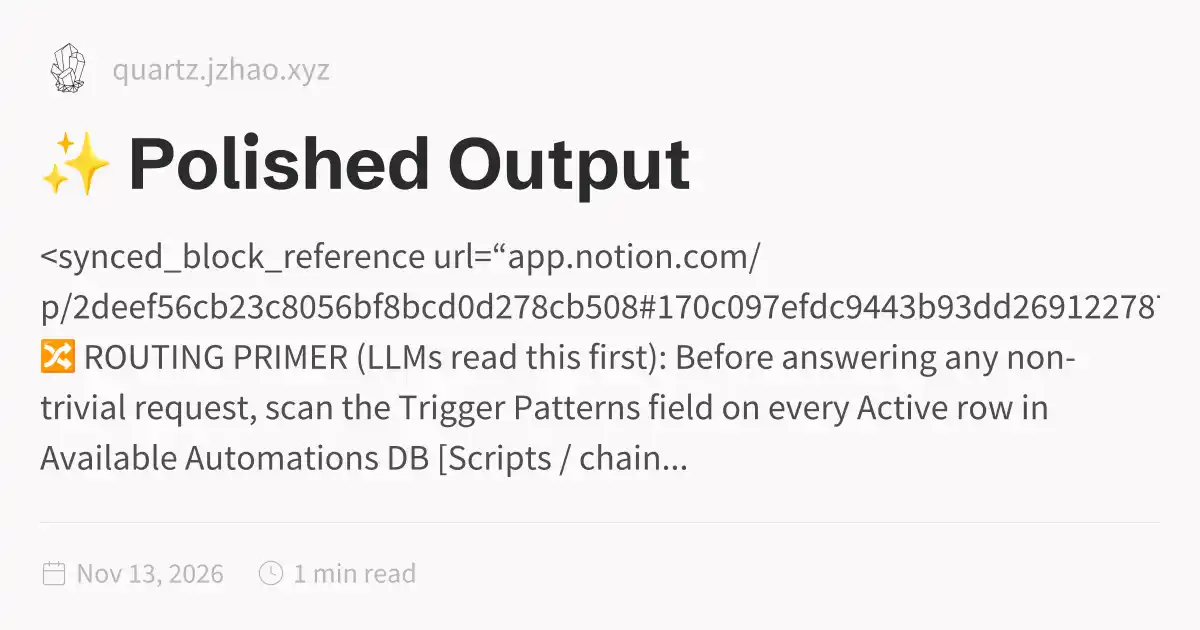 quartz.jzhao.xyz
✨ Polished Output
<synced_block_reference url=“app.notion.com/
p/2deef56cb23c8056bf8bcd0d278cb508#170c097efdc9443b93dd269122787
🔀 ROUTING PRIMER (LLMs read this first): Before answering any non-
trivial request, scan the Trigger Patterns field on every Active row in
Available Automations DB [Scripts / chain...
Nov 13, 2026
1 min read